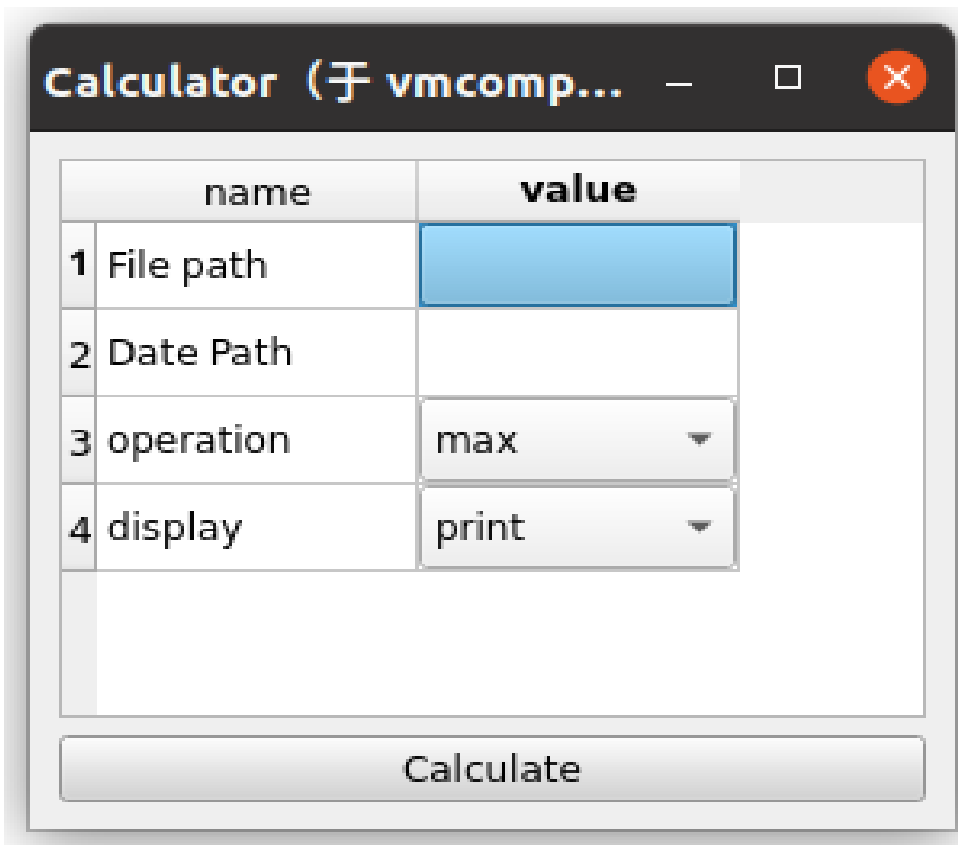 Calculator（于 vmcomp...
name value
1 File path
2 Date Path
3 operation max
4 display print
Calculate